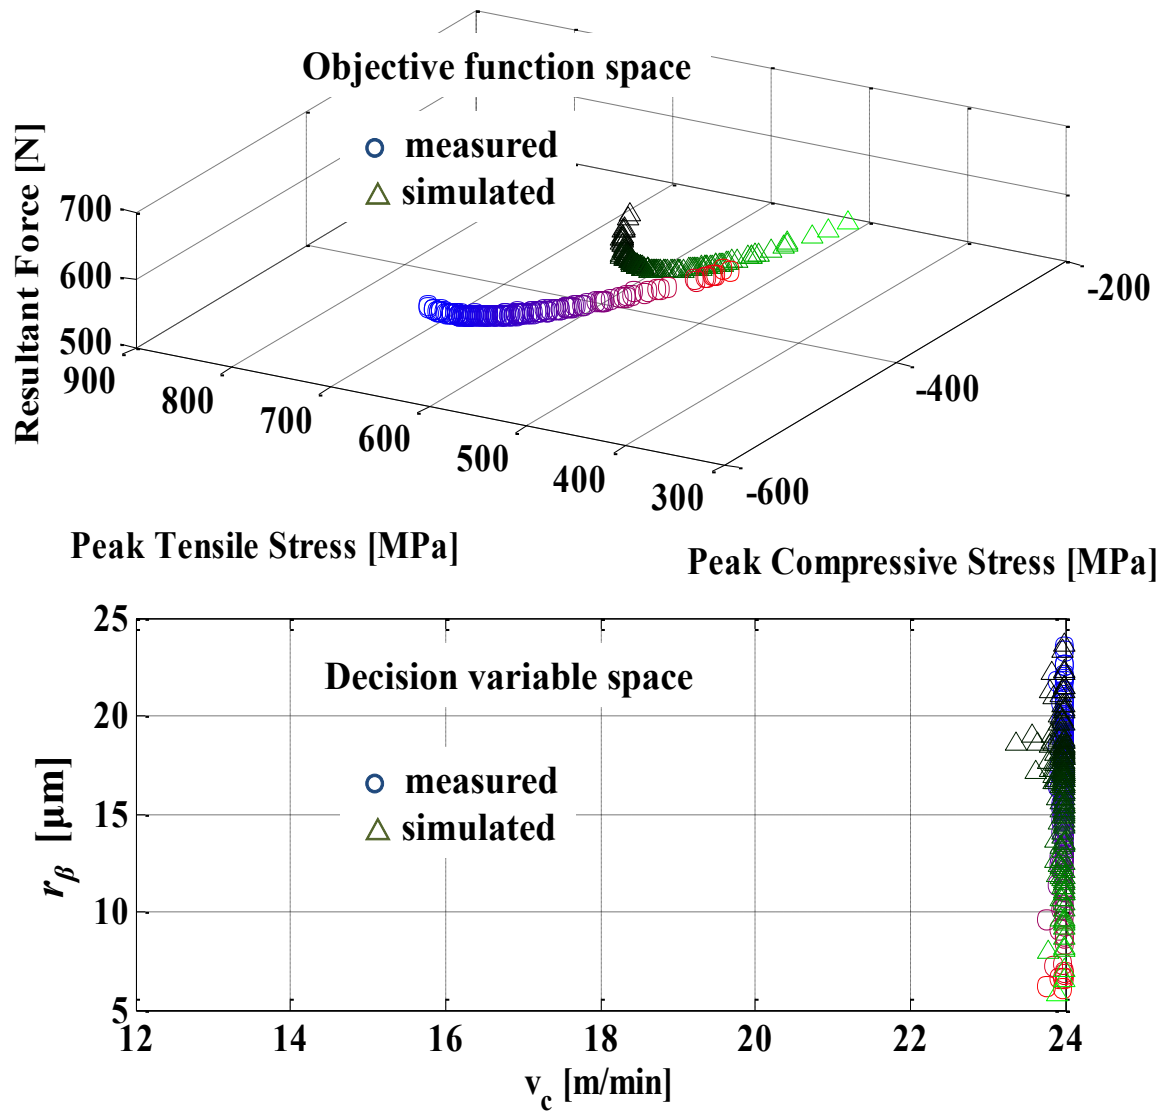 Objective function space
measured
simulated
Resultant Force [N]
700
600
500
900
800
700
600
500
400
300
-600
-400
-200
Peak Tensile Stress [MPa]
Peak Compressive Stress [MPa]
Decision variable space
measured
simulated
rβ [µm]
25
20
15
10
5
12
14
16
18
20
22
24
vc [m/min]